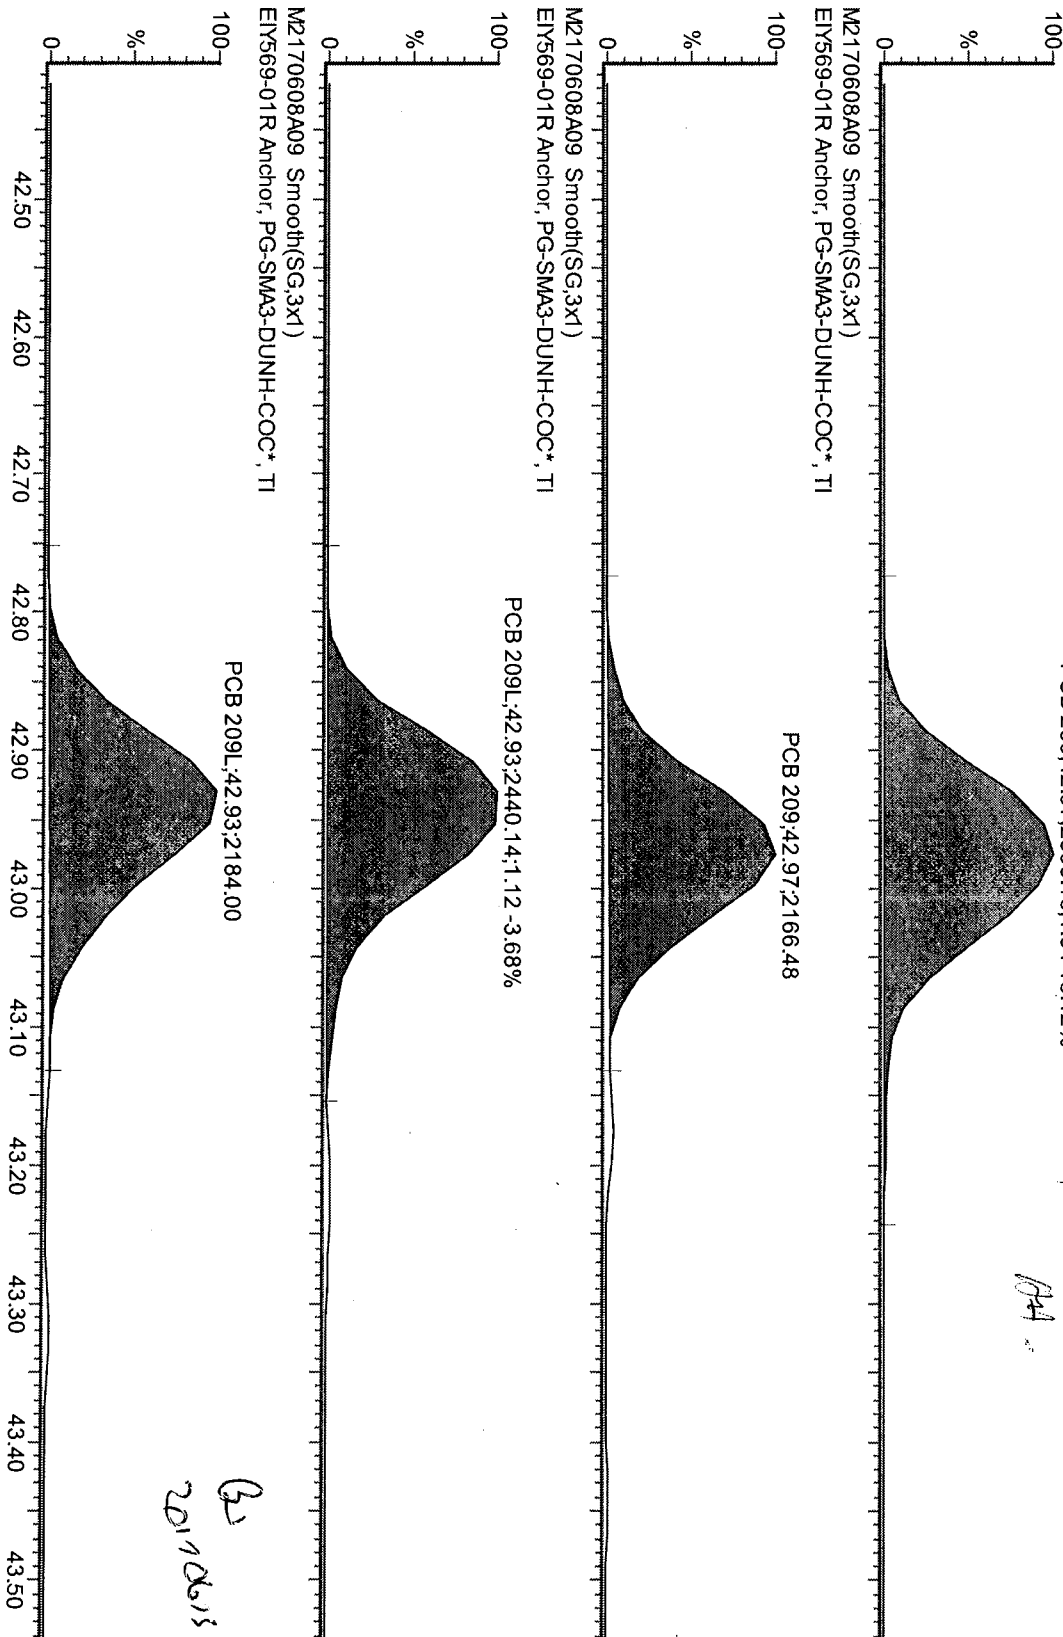 100
%
0
M2170608A09 Smooth(SG,3x1)
EIY569-01R Anchor, PG-SMA3-DUNH-COC*, TI
PCB 209;42.97;2166.48
100
%
0
M2170608A09 Smooth(SG,3x1)
EIY569-01R Anchor, PG-SMA3-DUNH-COC*, TI
PCB 209L;42.93;2440.14;1.12 -3.68%
100
%
0
M2170608A09 Smooth(SG,3x1)
EIY569-01R Anchor, PG-SMA3-DUNH-COC*, TI
PCB 209L;42.93;2184.00
100
%
0
42.50 42.60 42.70 42.80 42.90 43.00 43.10 43.20 43.30 43.40 43.50